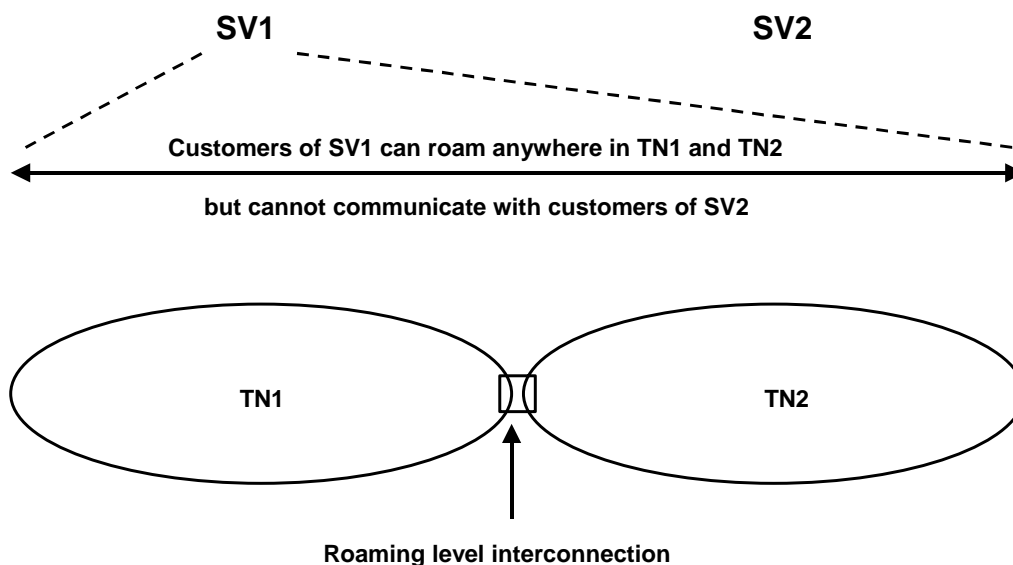 SV1 SV2
Customers of SV1 can roam anywhere in TN1 and TN2
but cannot communicate with customers of SV2
TN1 TN2
Roaming level interconnection